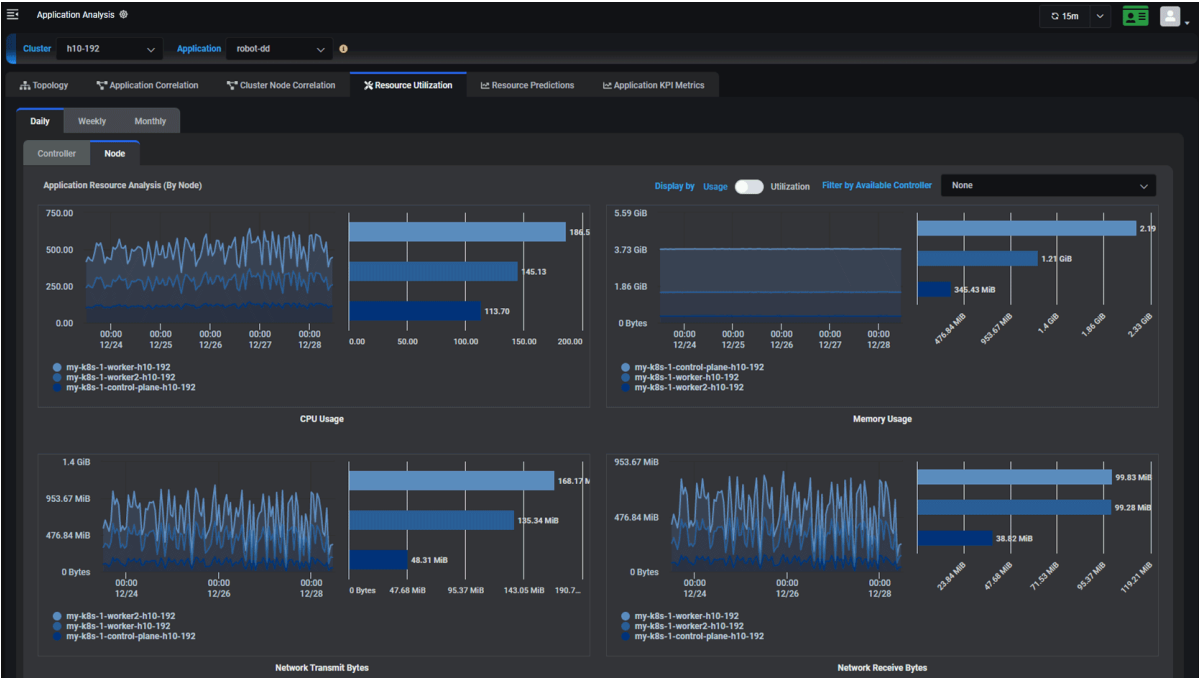 Application Analysis
15m
Cluster h10-192 Application robot-dd
Topology Application Correlation Cluster Node Correlation Resource Utilization Resource Predictions Application KPI Metrics
Daily Weekly Monthly
Controller Node
Application Resource Analysis (By Node)
Display by Usage Utilization Filter by Available Controller None
750.00
500.00
250.00
0.00
00:00 00:00 00:00 00:00 00:00
12/24 12/25 12/26 12/27 12/28
186.5
145.13
113.70
0.00 50.00 100.00 150.00 200.00
my-k8s-1-worker-h10-192
my-k8s-1-worker2-h10-192
my-k8s-1-control-plane-h10-192
CPU Usage
5.59 GiB
3.73 GiB
1.86 GiB
0 Bytes
00:00 00:00 00:00 00:00 00:00
12/24 12/25 12/26 12/27 12/28
2.19
1.21 GiB
345.43 MiB
476.84 MiB 953.67 MiB 1.4 GiB 1.86 GiB 2.33 GiB
my-k8s-1-control-plane-h10-192
my-k8s-1-worker-h10-192
my-k8s-1-worker2-h10-192
Memory Usage
1.4 GiB
953.67 MiB
476.84 MiB
0 Bytes
00:00 00:00 00:00
12/24 12/26 12/28
168.17 M
135.34 MiB
48.31 MiB
0 Bytes 47.68 MiB 95.37 MiB 143.05 MiB 190.7...
my-k8s-1-worker2-h10-192
my-k8s-1-worker-h10-192
my-k8s-1-control-plane-h10-192
Network Transmit Bytes
953.67 MiB
476.84 MiB
0 Bytes
00:00 00:00 00:00
12/24 12/26 12/28
99.83 MiB
99.28 MiB
38.82 MiB
23.84 MiB 47.68 MiB 71.53 MiB 95.37 MiB 119.21 MiB
my-k8s-1-worker-h10-192
my-k8s-1-worker2-h10-192
my-k8s-1-control-plane-h10-192
Network Receive Bytes